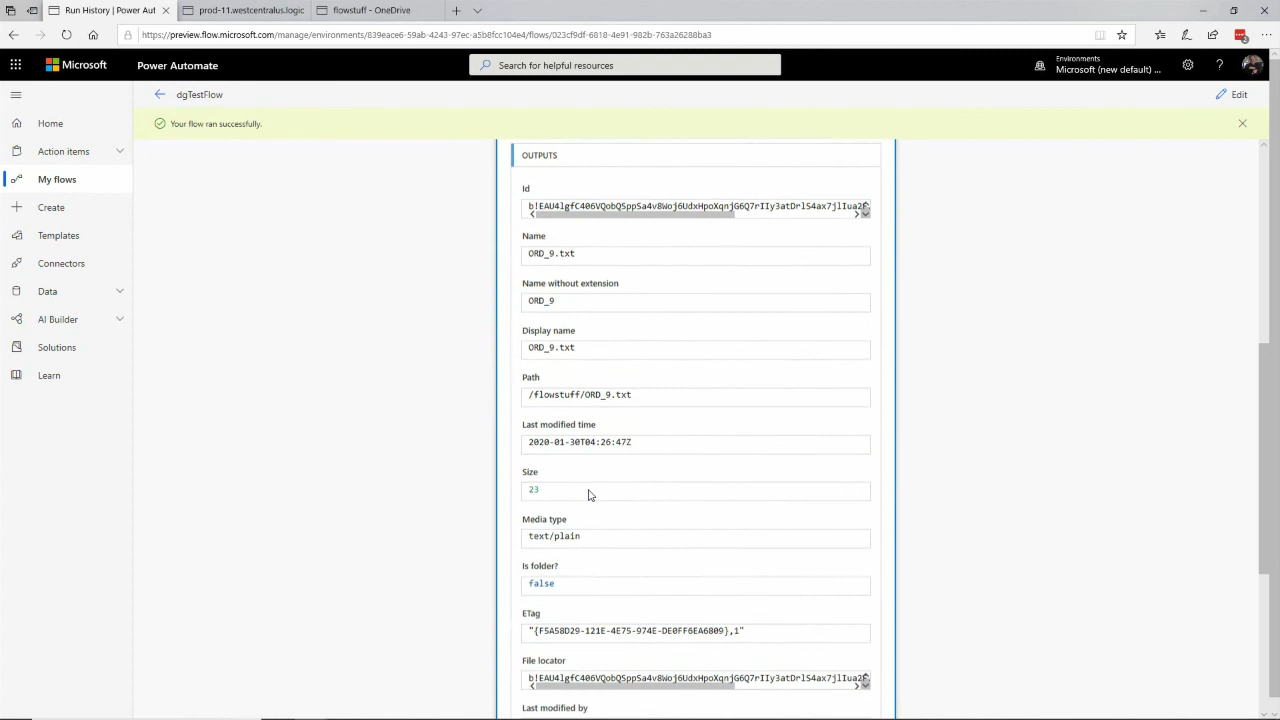 Run History | Power Aut
prod-11.westcentralus.logic
flowstuff - OneDrive
https://preview.flow.microsoft.com/manage/environments/839eace6-59ab-4243-97ec-a5b8fcc104e4/flows/023cf9df-6818-4e91-982b-763a26288ba3
Microsoft
Power Automate
Search for helpful resources
Environments
Microsoft (new default) ...
dgTestFlow
Edit
Your flow ran successfully.
Home
Action items
My flows
Create
Templates
Connectors
Data
AI Builder
Solutions
Learn
OUTPUTS
Id
Name
ORD_9.txt
Name without extension
ORD_9
Display name
ORD_9.txt
Path
/flowstuff/ORD_9.txt
Last modified time
2020-01-30T04:26:47Z
Size
23
Media type
text/plain
Is folder?
false
ETag
"{F5A58D29-121E-4E75-974E-DE0FF6EA6809},1"
File locator
Last modified by